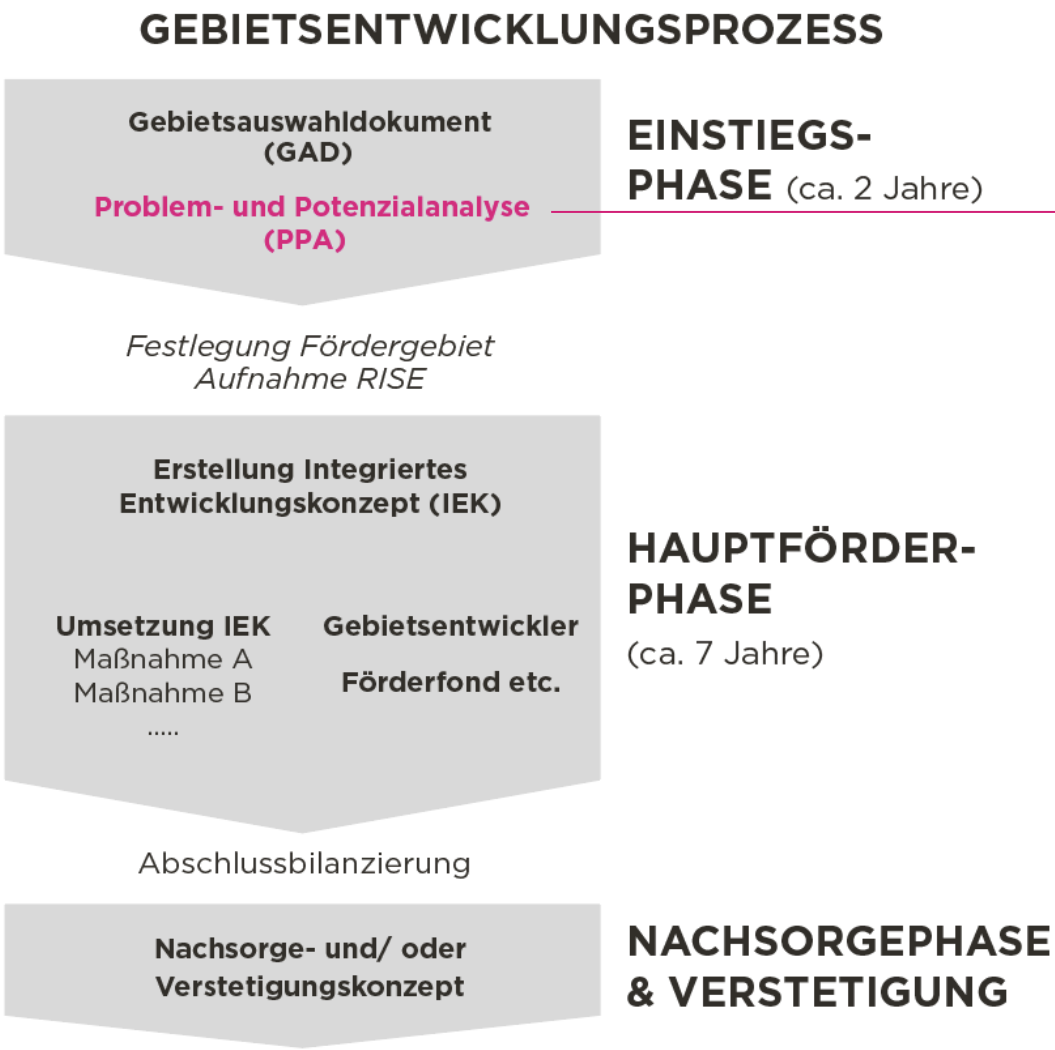 GEBIETSENTWICKLUNGSPROZESS
Gebietsauswahldokument
(GAD)
Problem- und Potenzialanalyse
(PPA)
EINSTIEGS-
PHASE (ca. 2 Jahre)
Festlegung Fördergebiet
Aufnahme RISE
Erstellung Integriertes
Entwicklungskonzept (IEK)
Umsetzung IEK
Maßnahme A
Maßnahme B
.....
Gebietsentwickler
Förderfond etc.
HAUPTFÖRDER-
PHASE
(ca. 7 Jahre)
Abschlussbilanzierung
Nachsorge- und/ oder
Verstetigungskonzept
NACHSORGEPHASE
& VERSTETIGUNG